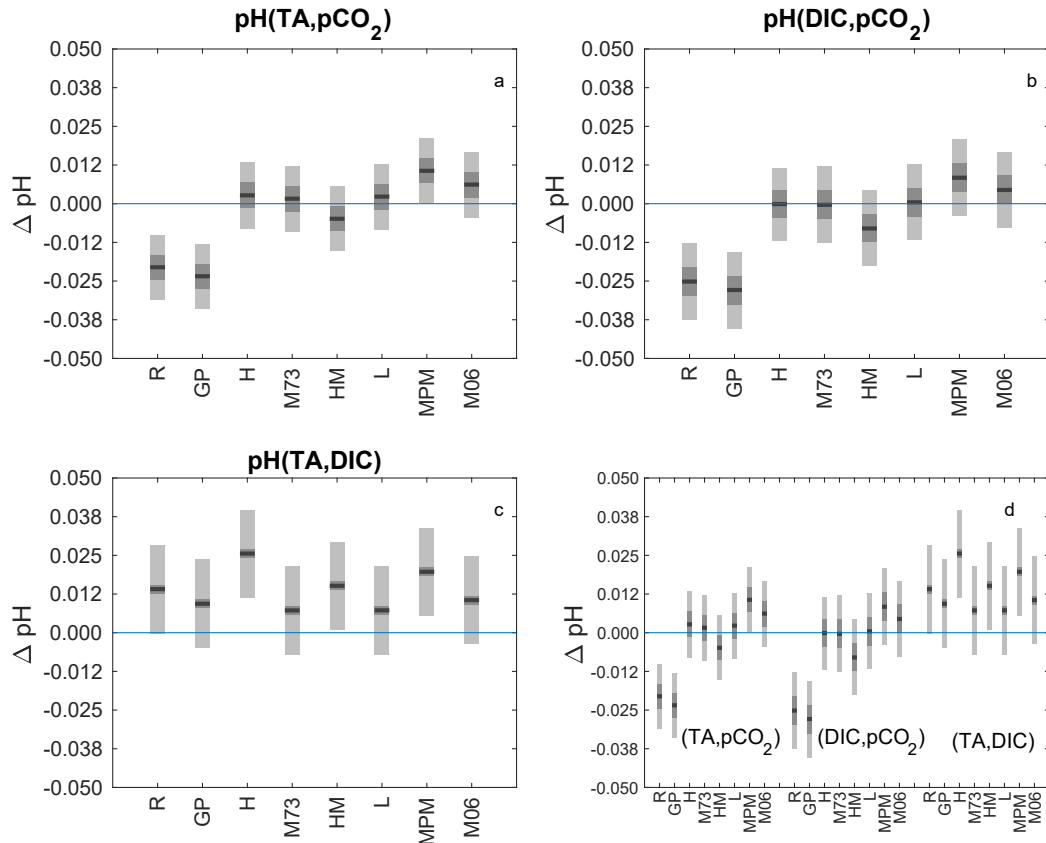 pH(TA,pCO₂)
0.050
0.038
0.025
0.012
0.000
-0.012
-0.025
-0.038
-0.050
Δ pH
a
R
GP
H
M73
HM
L
MPM
M06
pH(DIC,pCO₂)
0.050
0.038
0.025
0.012
0.000
-0.012
-0.025
-0.038
-0.050
Δ pH
b
R
GP
H
M73
HM
L
MPM
M06
pH(TA,DIC)
0.050
0.038
0.025
0.012
0.000
-0.012
-0.025
-0.038
-0.050
Δ pH
c
R
GP
H
M73
HM
L
MPM
M06
0.050
0.038
0.025
0.012
0.000
-0.012
-0.025
-0.038
-0.050
Δ pH
d
(TA,pCO₂)
(DIC,pCO₂)
(TA,DIC)
R
GP
H
M73
HM
L
MPM
M06
R
GP
H
M73
HM
L
MPM
M06
R
GP
H
M73
HM
L
MPM
M06